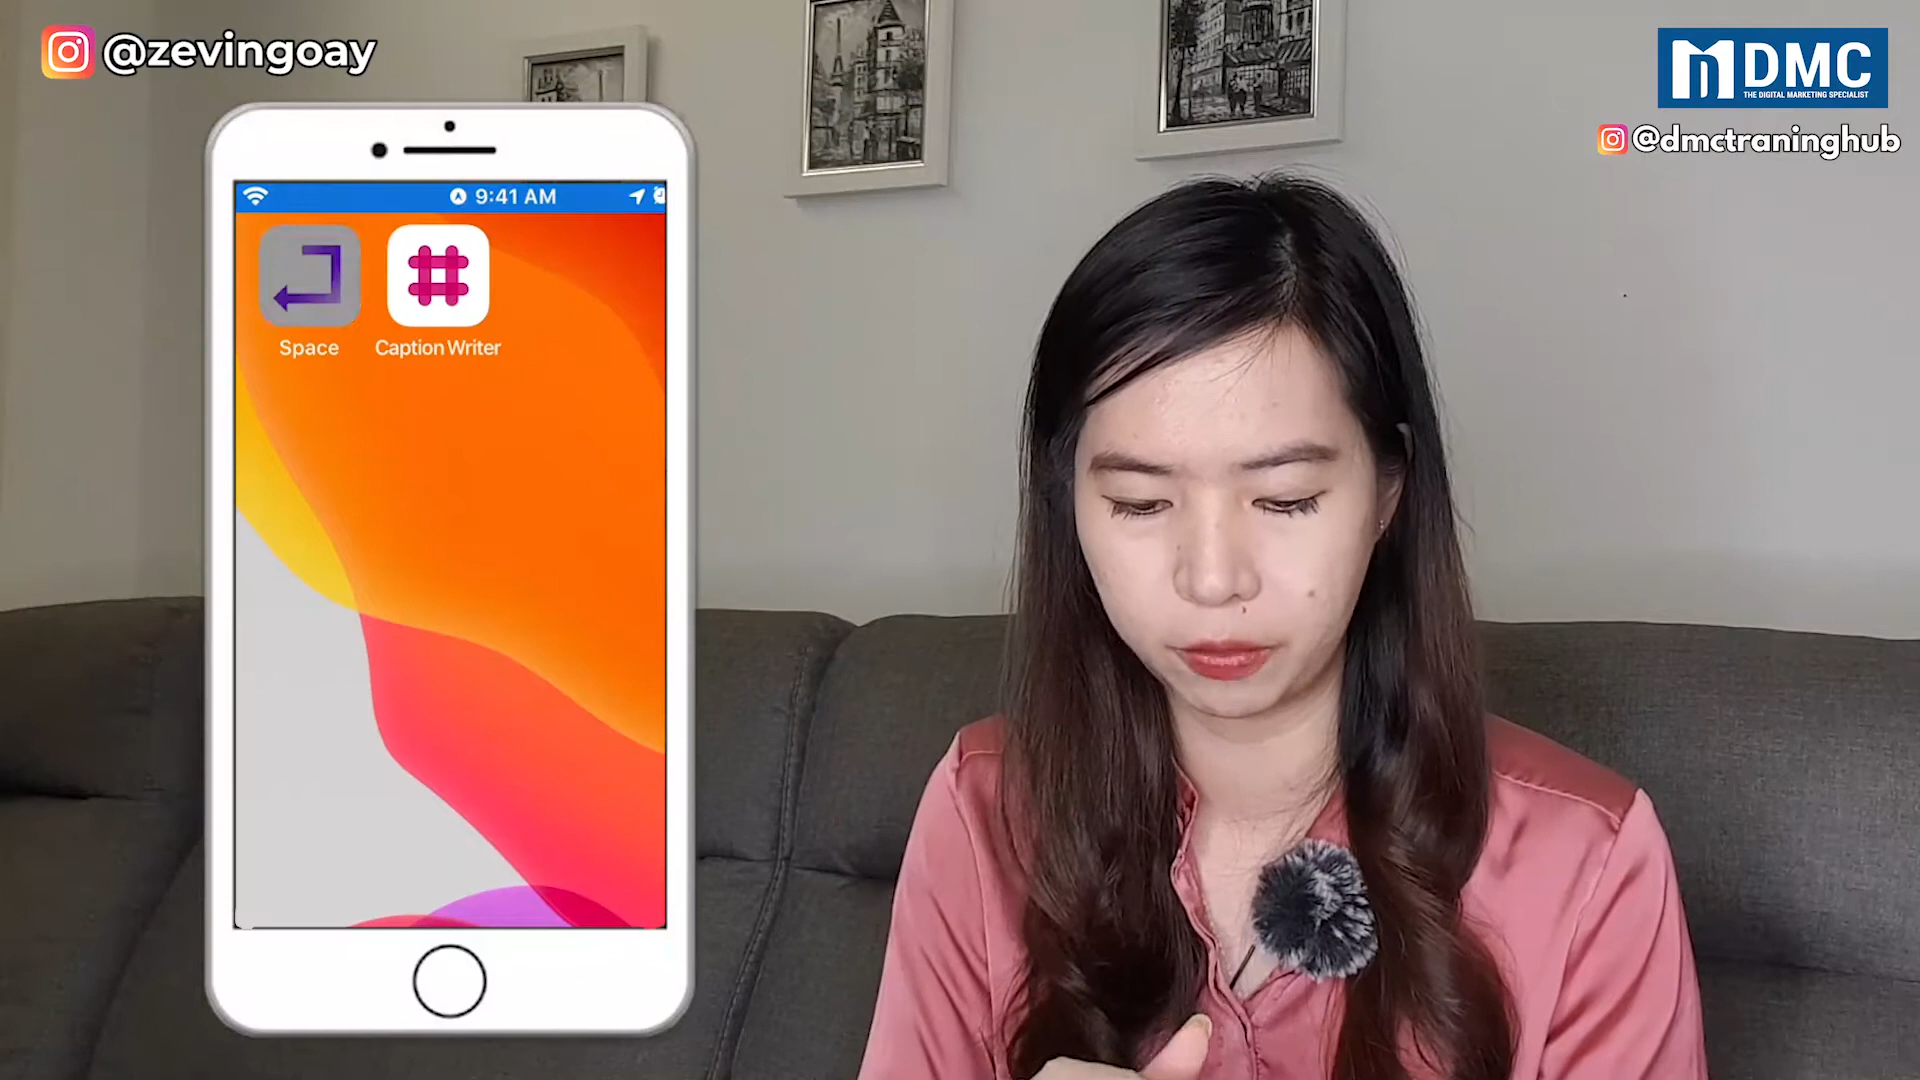 @zevingoay
DMC
THE DIGITAL MARKETING SPECIALIST
@dmctraninghub
9:41 AM
Space
Caption Writer